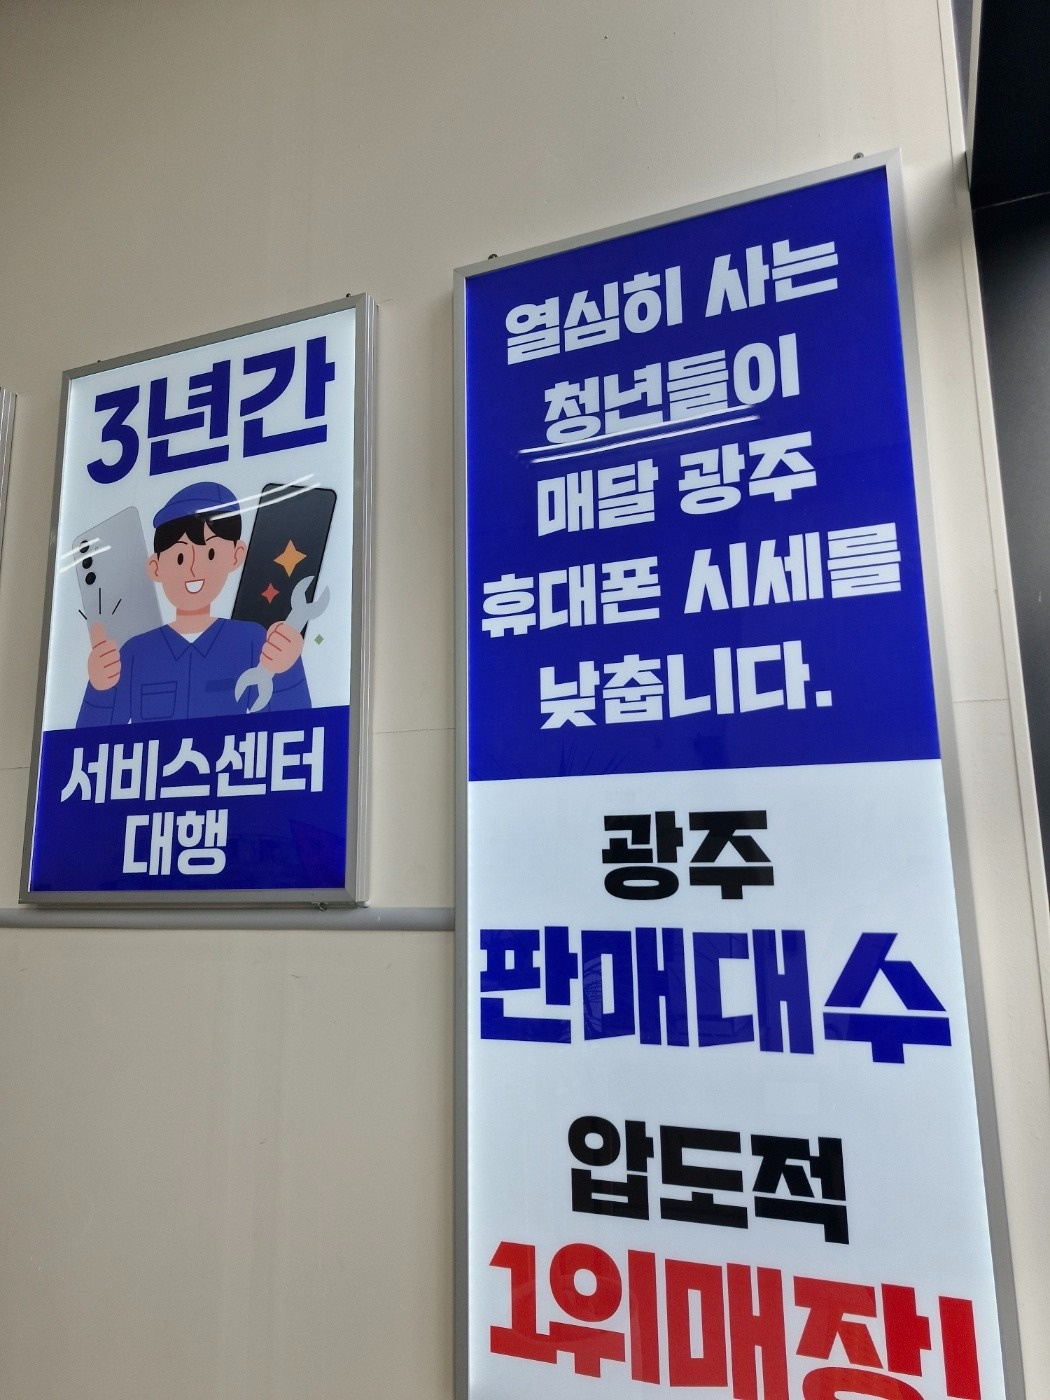 3년간
서비스센터
대행
열심히 사는
청년들이
매달 광주
휴대폰 시세를
낮춥니다.
광주
판매대수
압도적
1위매장!